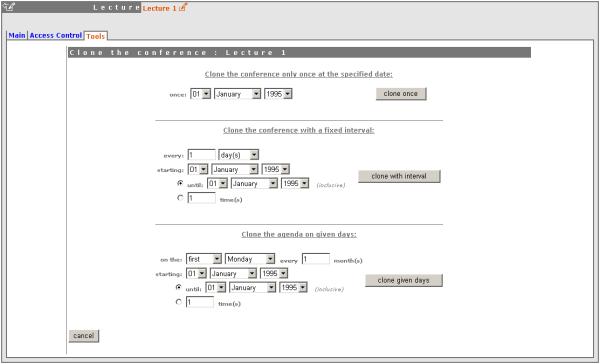 Lecture Lecture 1
Main Access Control Tools
Clone the conference : Lecture 1
Clone the conference only once at the specified date:
once: 01 January 1995 clone once
Clone the conference with a fixed interval:
every: 1 day(s)
starting: 01 January 1995
until: 01 January 1995 (inclusive)
clone with interval
1 time(s)
Clone the agenda on given days:
on the: first Monday every 1 month(s)
starting: 01 January 1995
clone given days
until: 01 January 1995 (inclusive)
1 time(s)
cancel